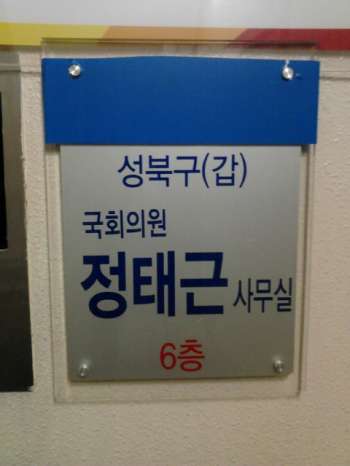 성북구(갑)
국회의원
정태근 사무실
6층